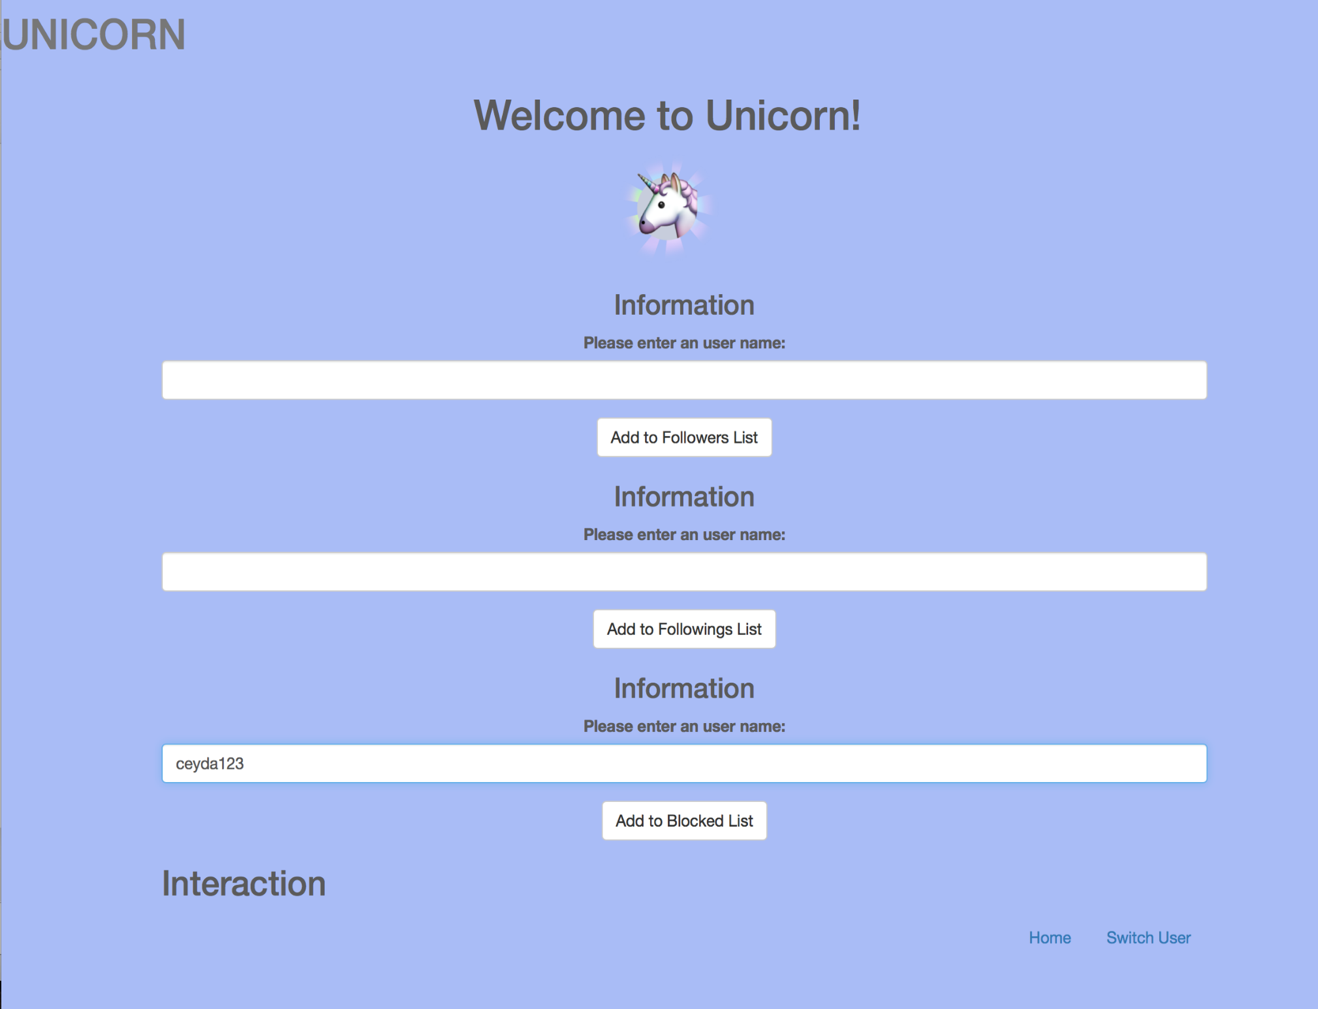 UNICORN
Welcome to Unicorn!
Information
Please enter an user name:
Add to Followers List
Information
Please enter an user name:
Add to Followings List
Information
Please enter an user name:
ceyda123
Add to Blocked List
Interaction
Home Switch User